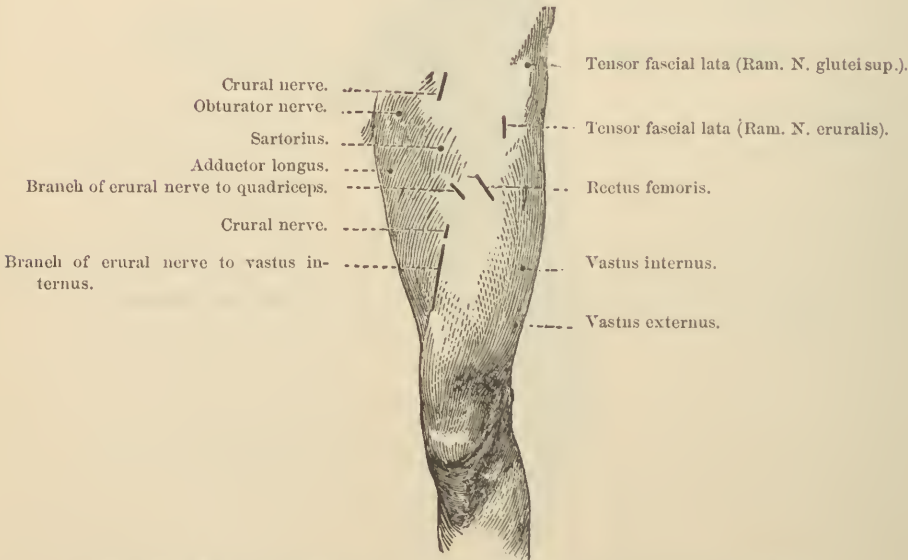 Crural nerve.
Obturator nerve.
Sartorius.
Adductor longus.
Branch of crural nerve to quadriceps.
Crural nerve.
Branch of crural nerve to vastus in-
ternus.
Tensor fascial lata (Ram. N. glutei sup.).
Tensor fascial lata (Ram. N. cruralis).
Rectus femoris.
Vastus internus.
Vastus externus.